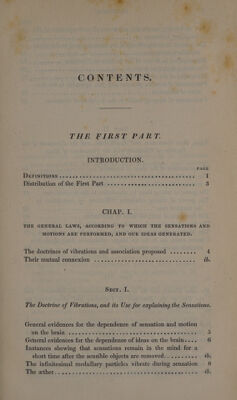 CONTENTS.
THE FIRST PART.
INTRODUCTION.
PAGE
DEFINITIONS .......................... 1
Distribution of the First Part .......................... 3
CHAP. I.
THE GENERAL LAWS, ACCORDING TO WHICH THE SENSATIONS AND
MOTIONS ARE PERFORMED, AND OUR IDEAS GENERATED.
The doctrines of vibrations and association proposed ........ 4
Their mutual connexion .............................. ib.
SECT. I.
The Doctrine of Vibrations, and its Use for explaining the Sensations.
General evidences for the dependence of sensation and motion
on the brain .............................. 5
General evidences for the dependence of ideas on the brain .... 6
Instances shewing that sensations remain in the mind for a
short time after the sensible objects are removed .......... ib.
The infinitesimal medullary particles vibrate during sensation 8
The æther .................................. ib.